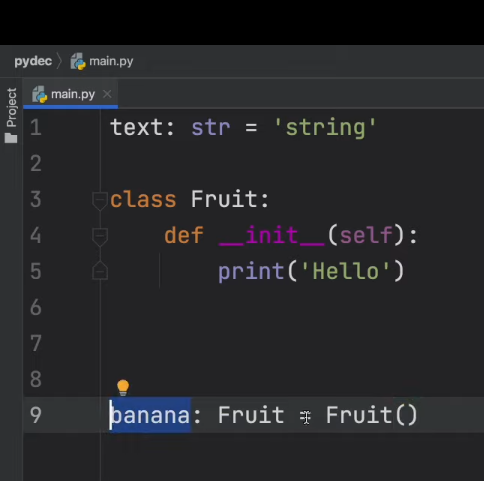 pydec main.py
main.py
Project
1 text: str = 'string'
2
3 class Fruit:
4 def __init__(self):
5 print('Hello')
6
7
8
9 banana: Fruit = Fruit()